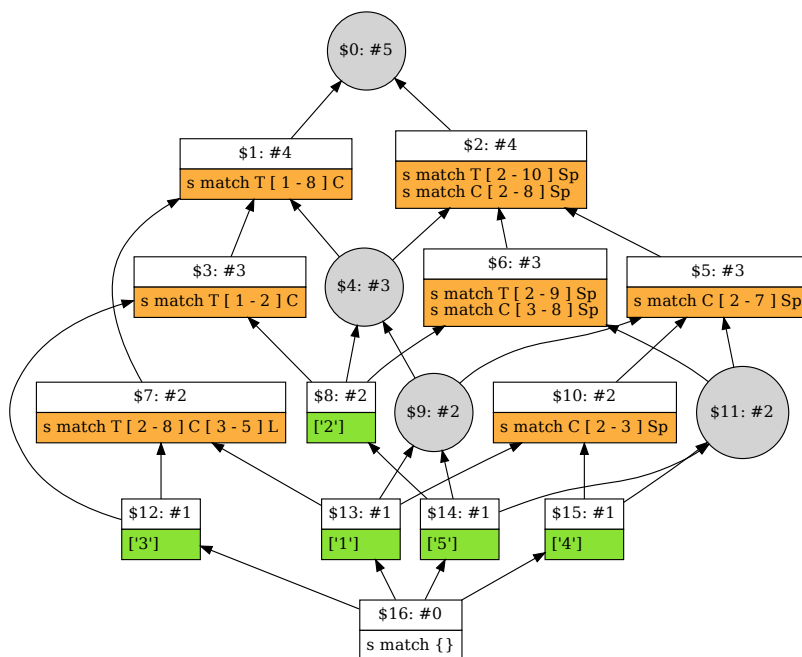 $0: #5
$1: #4
s match T [ 1 - 8 ] C
$2: #4
s match T [ 2 - 10 ] Sp
s match C [ 2 - 8 ] Sp
$3: #3
s match T [ 1 - 2 ] C
$4: #3
$6: #3
s match T [ 2 - 9 ] Sp
s match C [ 3 - 8 ] Sp
$5: #3
s match C [ 2 - 7 ] Sp
$7: #2
s match T [ 2 - 8 ] C [ 3 - 5 ] L
$8: #2
['2']
$9: #2
$10: #2
s match C [ 2 - 3 ] Sp
$11: #2
$12: #1
['3']
$13: #1
['1']
$14: #1
['5']
$15: #1
['4']
$16: #0
s match {}